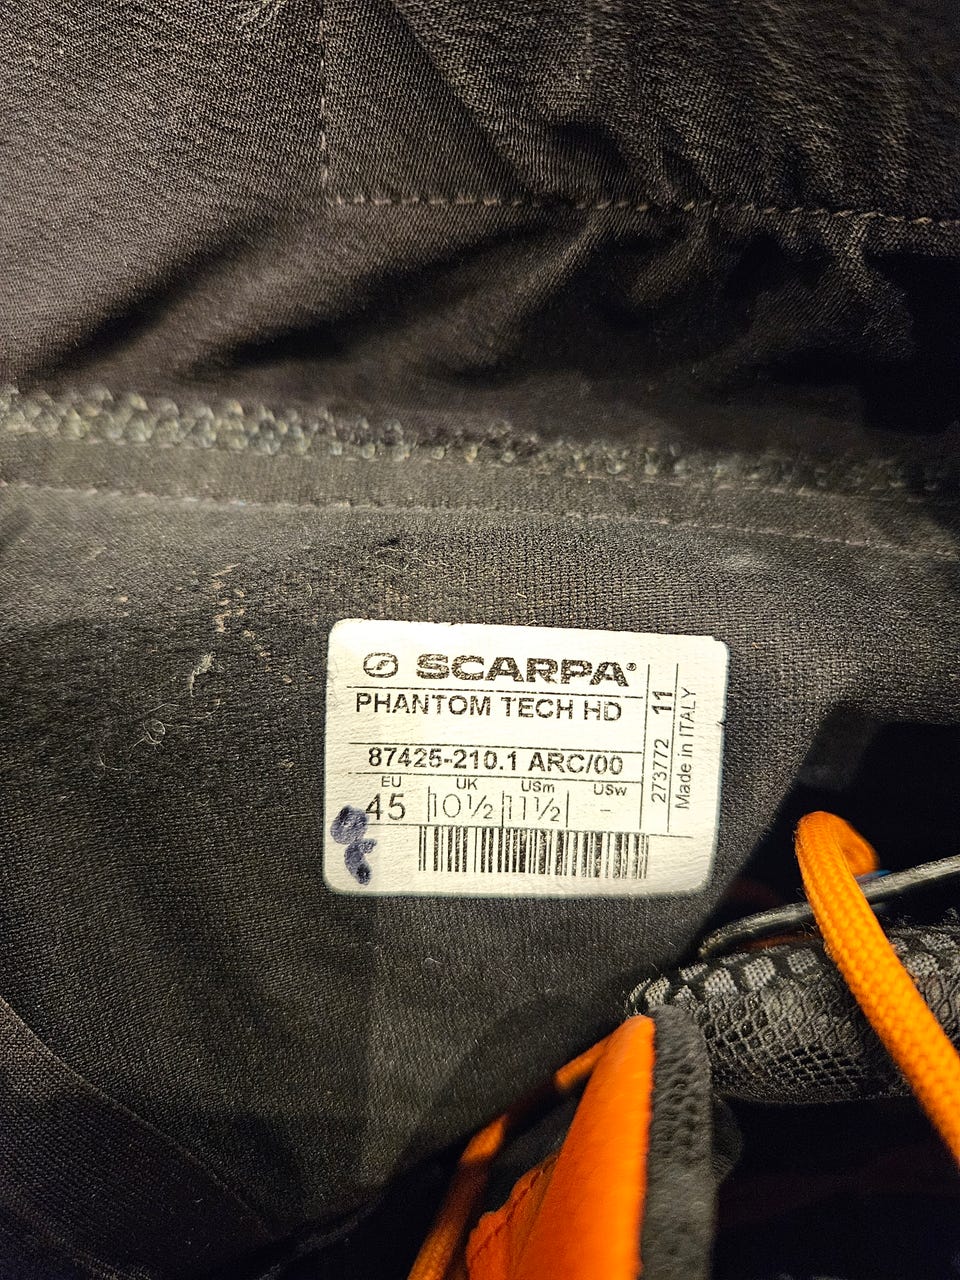 SCARPA®
PHANTOM TECH HD
87425-210.1 ARC/00
EU UK USm USw
45 10½ 11½ -
273772 11
Made in ITALY